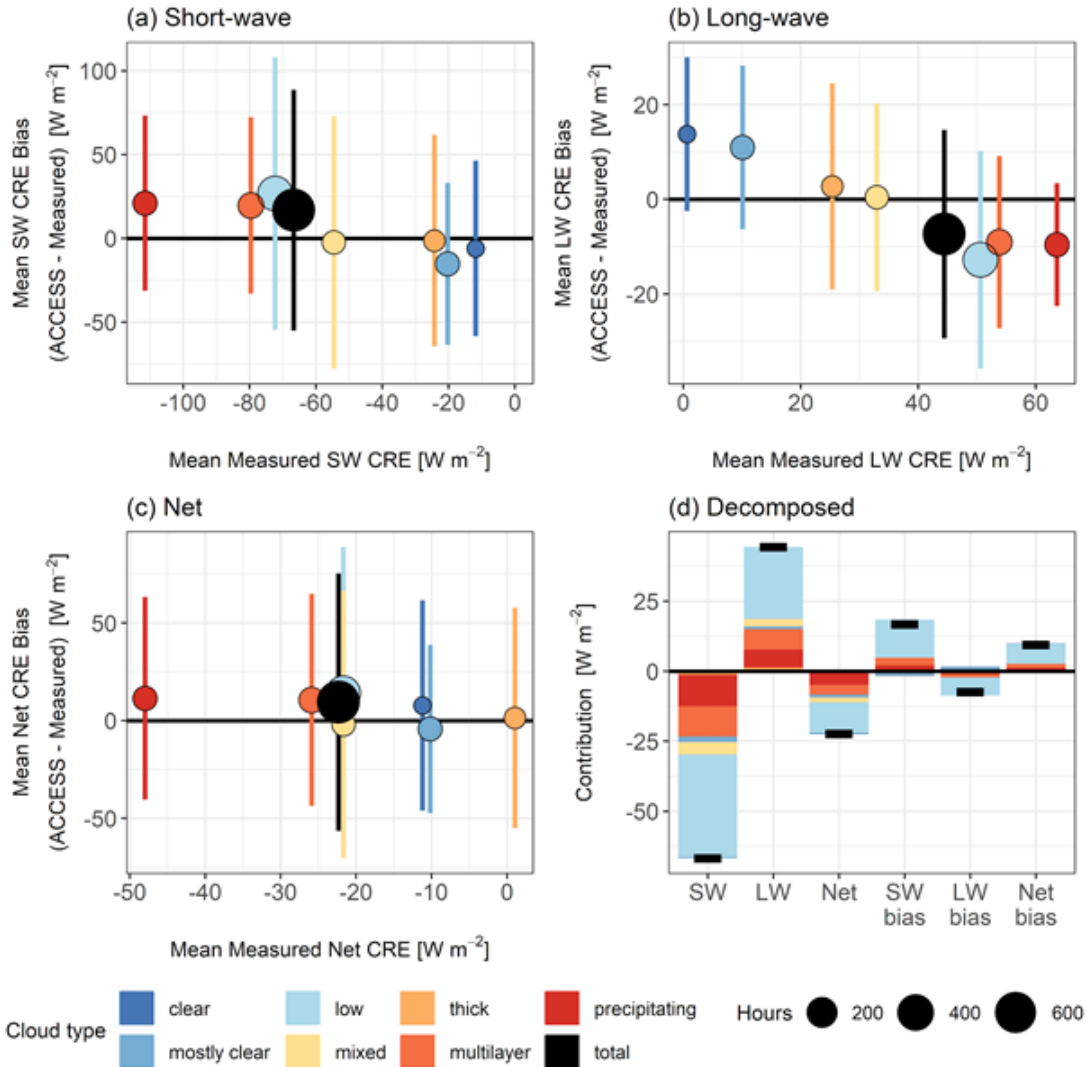 (a) Short-wave
Mean SW CRE Bias
(ACCESS - Measured) [W m⁻²]
100
50
0
-50
-100 -80 -60 -40 -20 0
Mean Measured SW CRE [W m⁻²]
(b) Long-wave
Mean LW CRE Bias
(ACCESS - Measured) [W m⁻²]
20
0
-20
0 20 40 60
Mean Measured LW CRE [W m⁻²]
(c) Net
Mean Net CRE Bias
(ACCESS - Measured) [W m⁻²]
50
0
-50
-50 -40 -30 -20 -10 0
Mean Measured Net CRE [W m⁻²]
(d) Decomposed
Contribution [W m⁻²]
25
0
-25
-50
SW LW Net SW bias LW bias Net bias
Cloud type
clear low thick precipitating
mostly clear mixed multilayer total
Hours 200 400 600